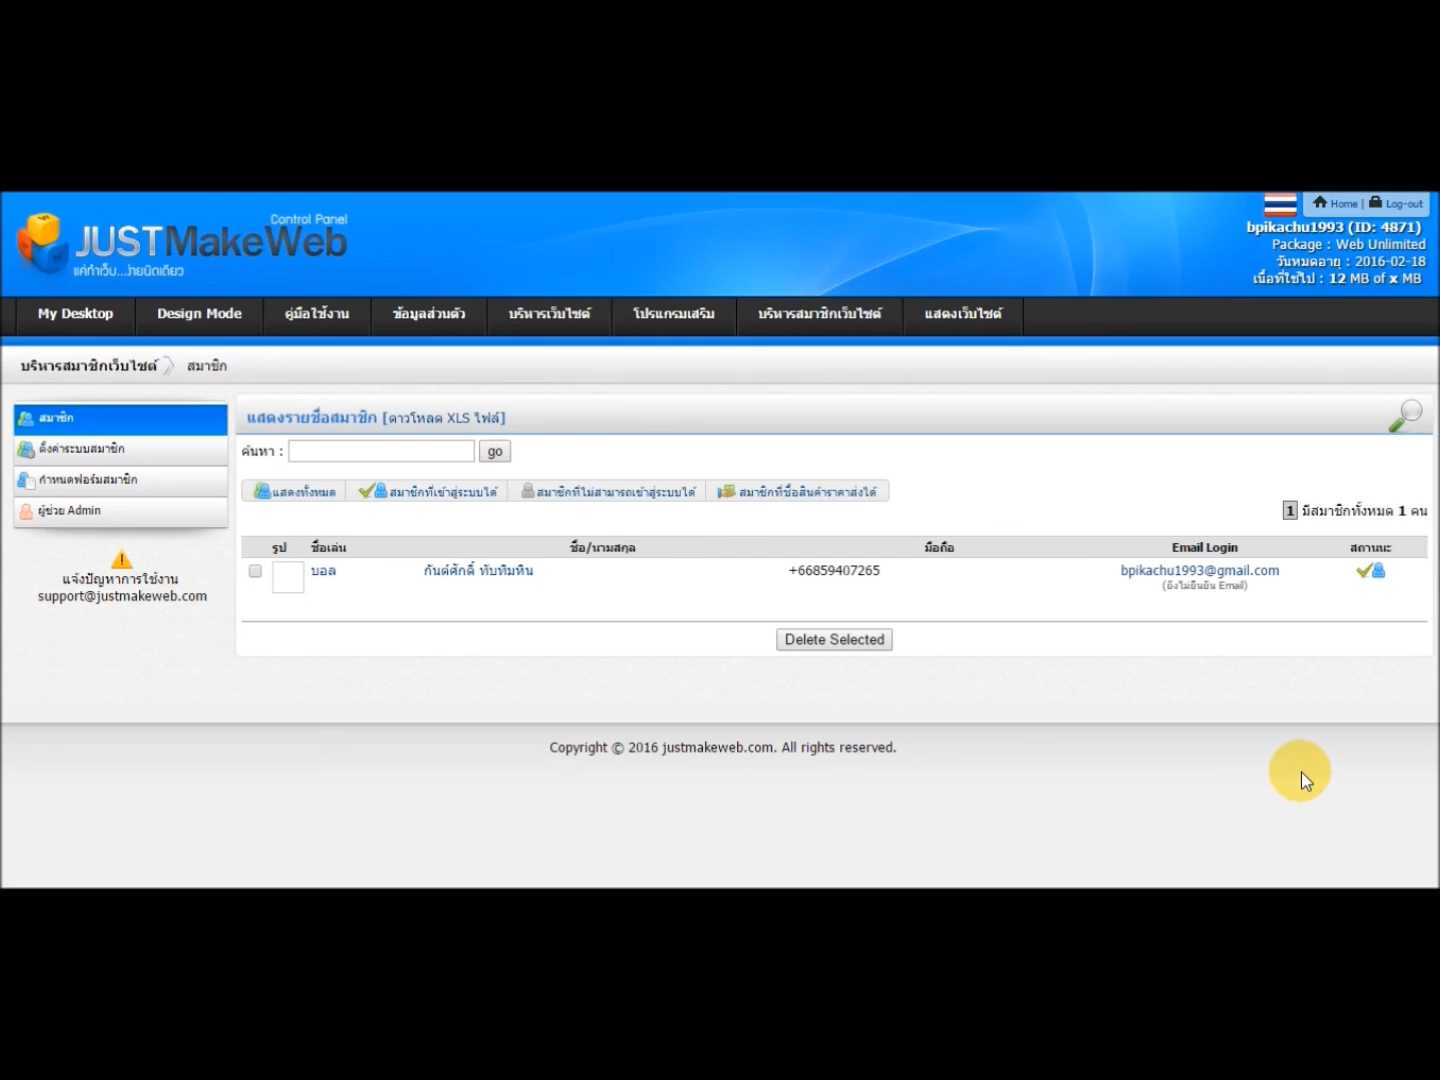 Control Panel
JUSTMakeWeb
แค่ทำเว็บ...ง่ายนิดเดียว
Home | Log-out
bpikachu1993 (ID: 4871)
Package : Web Unlimited
วันหมดอายุ : 2016-02-18
เนื้อที่ใช้ไป : 12 MB of x MB
My Desktop
Design Mode
คู่มือใช้งาน
ข้อมูลส่วนตัว
บริหารเว็บไซต์
โปรแกรมเสริม
บริหารสมาชิกเว็บไซต์
แสดงเว็บไซต์
บริหารสมาชิกเว็บไซต์ สมาชิก
สมาชิก
ตั้งค่าระบบสมาชิก
กำหนดฟอร์มสมาชิก
ผู้ช่วย Admin
แจ้งปัญหาการใช้งาน
support@justmakeweb.com
แสดงรายชื่อสมาชิก [ดาวโหลด XLS ไฟล์]
ค้นหา : go
แสดงทั้งหมด สมาชิกที่เข้าสู่ระบบได้ สมาชิกที่ไม่สามารถเข้าสู่ระบบได้ สมาชิกที่ซื้อสินค้าราคาส่งได้
1 มีสมาชิกทั้งหมด 1 คน
รูป ชื่อเล่น ชื่อ/นามสกุล มือถือ Email Login สถานนะ
บอล กันต์ศักดิ์ ทับทิมหิน +66859407265 bpikachu1993@gmail.com
(ยังไม่ยืนยัน Email)
Delete Selected
Copyright © 2016 justmakeweb.com. All rights reserved.